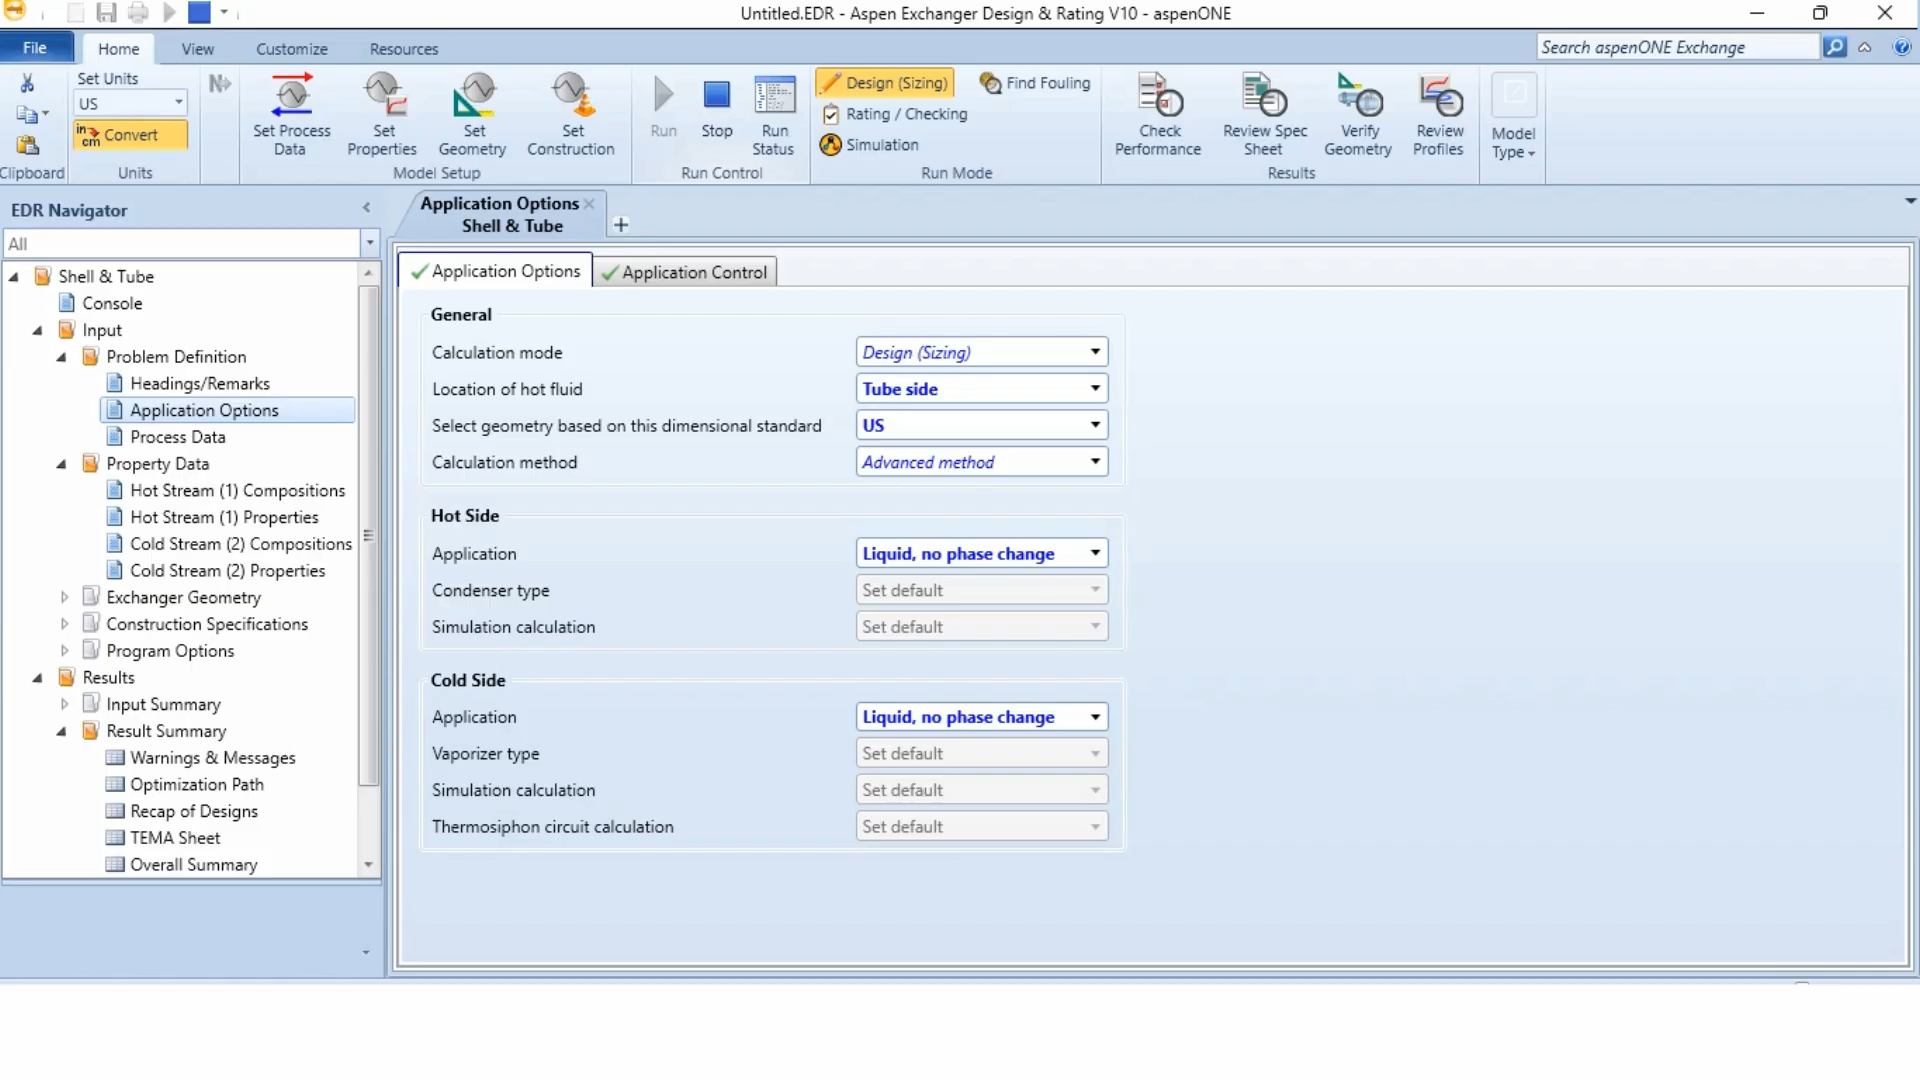 Untitled.EDR - Aspen Exchanger Design & Rating V10 - aspenONE
File
Home
View
Customize
Resources
Search aspenONE Exchange
Set Units
US
Convert
Clipboard
Units
Set Process Data
Set Properties
Set Geometry
Set Construction
Model Setup
Run
Stop
Run Status
Run Control
Design (Sizing)
Rating / Checking
Simulation
Find Fouling
Run Mode
Check Performance
Review Spec Sheet
Verify Geometry
Review Profiles
Results
Model Type
EDR Navigator
All
Shell & Tube
Console
Input
Problem Definition
Headings/Remarks
Application Options
Process Data
Property Data
Hot Stream (1) Compositions
Hot Stream (1) Properties
Cold Stream (2) Compositions
Cold Stream (2) Properties
Exchanger Geometry
Construction Specifications
Program Options
Results
Input Summary
Result Summary
Warnings & Messages
Optimization Path
Recap of Designs
TEMA Sheet
Overall Summary
Application Options
Shell & Tube
Application Options
Application Control
General
Calculation mode Design (Sizing)
Location of hot fluid Tube side
Select geometry based on this dimensional standard US
Calculation method Advanced method
Hot Side
Application Liquid, no phase change
Condenser type Set default
Simulation calculation Set default
Cold Side
Application Liquid, no phase change
Vaporizer type Set default
Simulation calculation Set default
Thermosiphon circuit calculation Set default